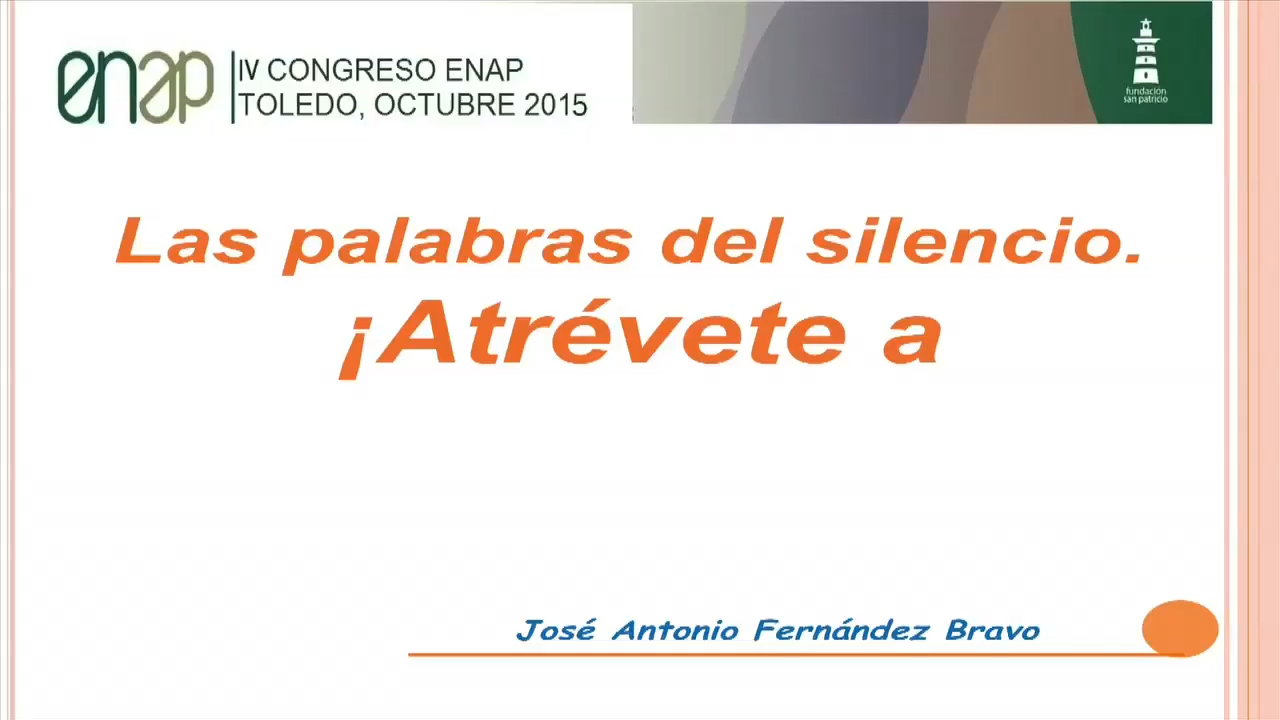 enap
IV CONGRESO ENAP
TOLEDO, OCTUBRE 2015
fundación
san patricio
Las palabras del silencio.
¡Atrévete a
José Antonio Fernández Bravo